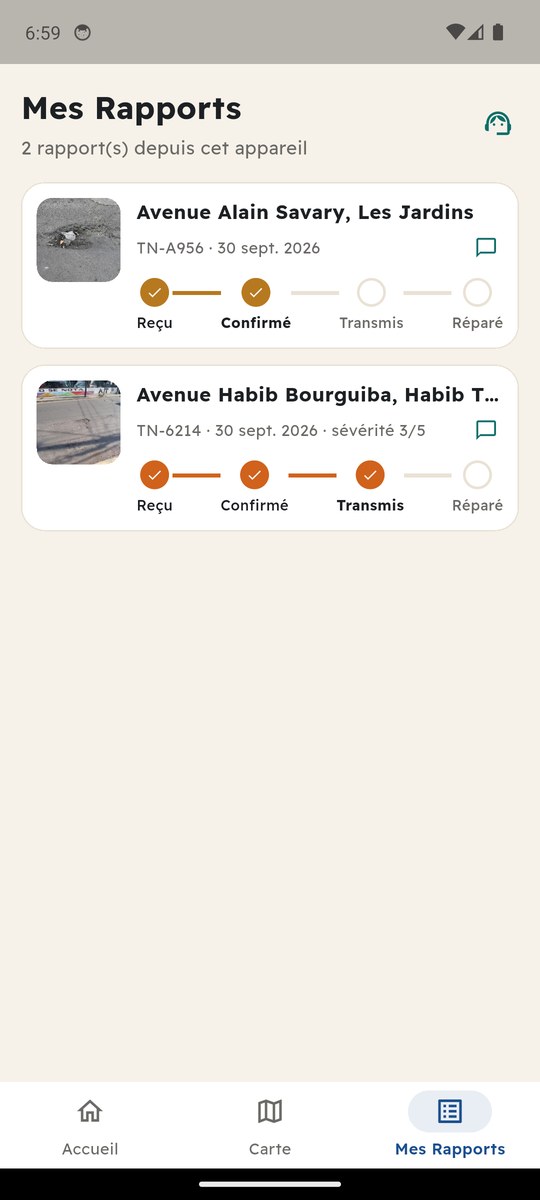 6:59
Mes Rapports
2 rapport(s) depuis cet appareil
Avenue Alain Savary, Les Jardins
TN-A956 · 30 sept. 2026
Reçu Confirmé Transmis Réparé
Avenue Habib Bourguiba, Habib T...
TN-6214 · 30 sept. 2026 · sévérité 3/5
Reçu Confirmé Transmis Réparé
Accueil Carte Mes Rapports